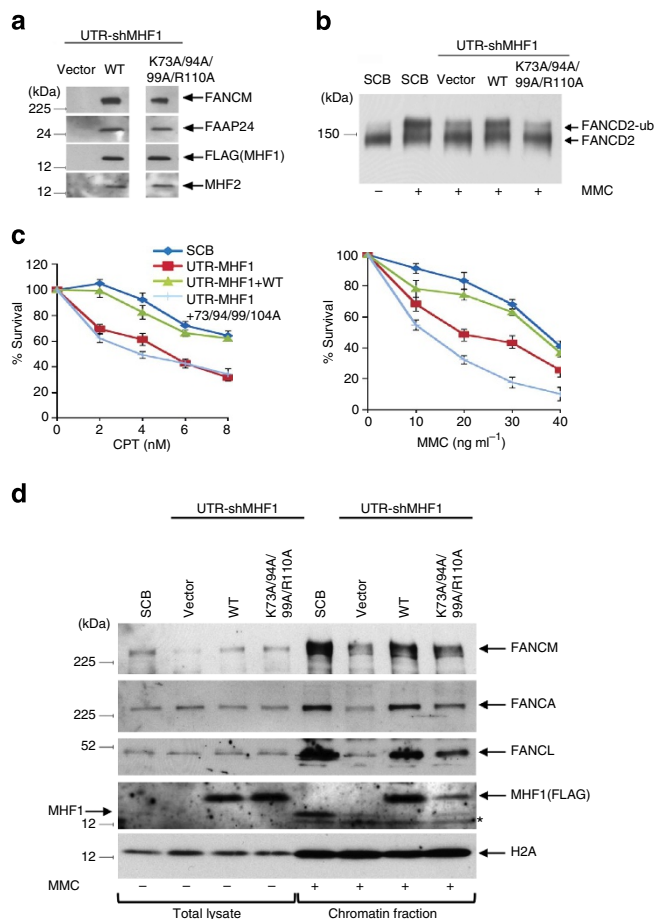 a
UTR-shMHF1
Vector WT K73A/94A/
99A/R110A
(kDa)
225
FANCM
24
FAAP24
12
FLAG(MHF1)
12
MHF2
b
UTR-shMHF1
SCB SCB Vector WT K73A/94A/
99A/R110A
(kDa)
150
FANCD2-ub
FANCD2
– + + + + MMC
c
SCB
UTR-MHF1
UTR-MHF1+WT
UTR-MHF1
+73/94/99/104A
% Survival
120
100
80
60
40
20
0
0 2 4 6 8
CPT (nM)
% Survival
100
80
60
40
20
0
0 10 20 30 40
MMC (ng ml–1)
d
UTR-shMHF1 UTR-shMHF1
SCB Vector WT K73A/94A/
99A/R110A
SCB Vector WT K73A/94A/
99A/R110A
(kDa)
225
FANCM
225
FANCA
52
FANCL
MHF1
12
MHF1(FLAG)
*
12
H2A
MMC – – – – + + + +
Total lysate Chromatin fraction